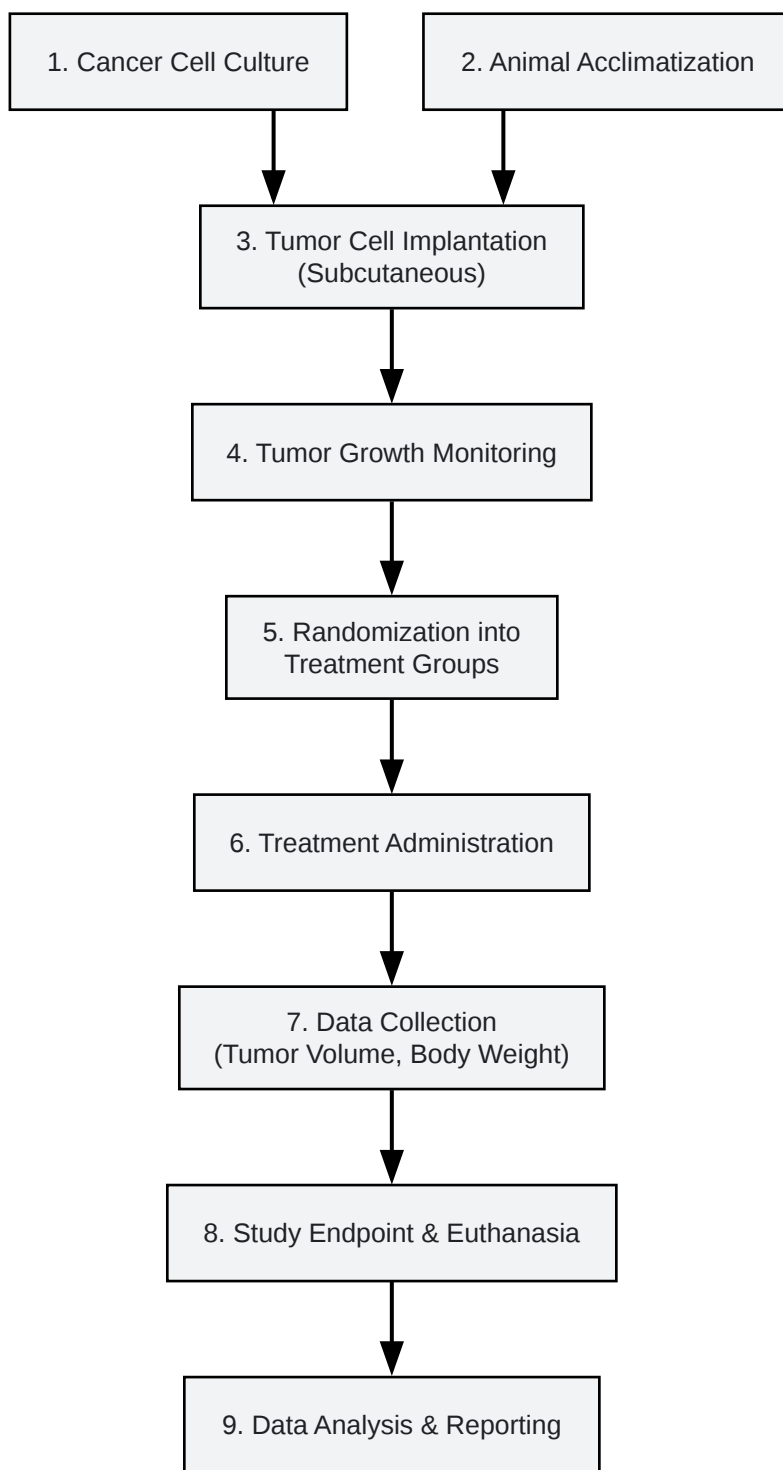 1. Cancer Cell Culture
2. Animal Acclimatization
3. Tumor Cell Implantation
(Subcutaneous)
4. Tumor Growth Monitoring
5. Randomization into
Treatment Groups
6. Treatment Administration
7. Data Collection
(Tumor Volume, Body Weight)
8. Study Endpoint & Euthanasia
9. Data Analysis & Reporting